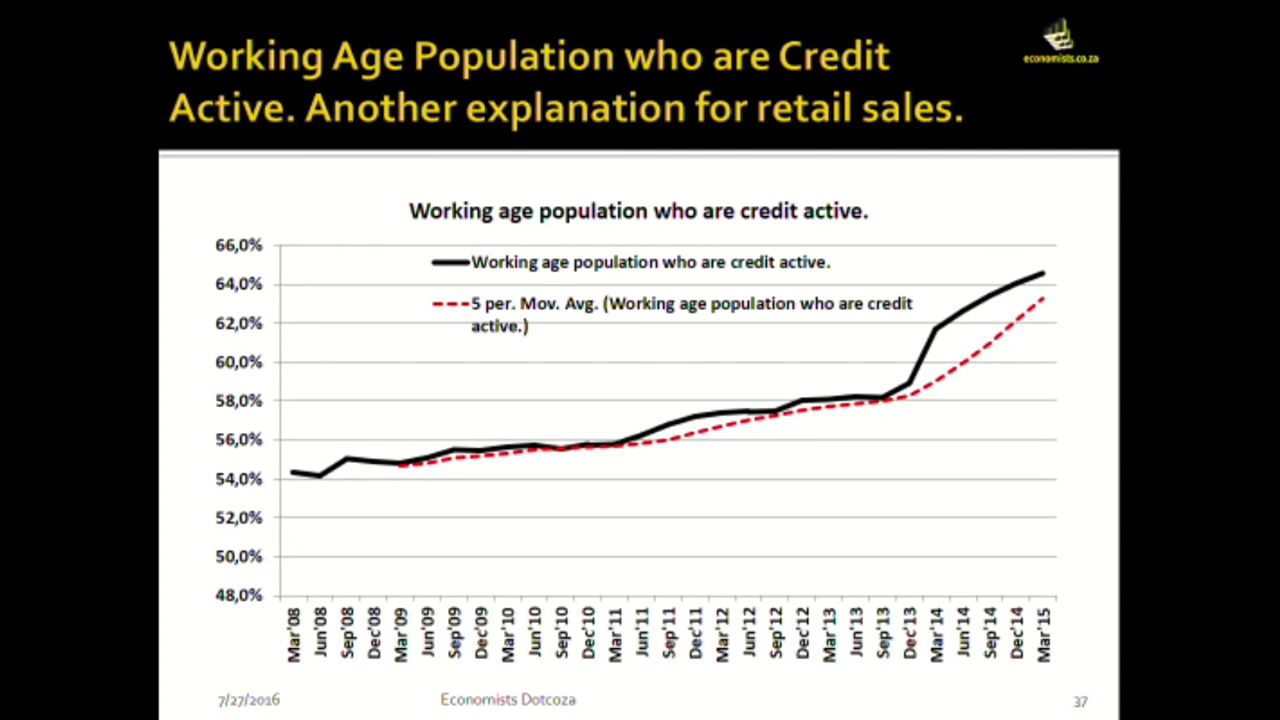 Working Age Population who are Credit
Active. Another explanation for retail sales.
economists.co.za
Working age population who are credit active.
66,0%
64,0%
62,0%
60,0%
58,0%
56,0%
54,0%
52,0%
50,0%
48,0%
Working age population who are credit active.
5 per. Mov. Avg. (Working age population who are credit
active.)
Mar'08
Jun'08
Sep'08
Dec'08
Mar'09
Jun'09
Sep'09
Dec'09
Mar'10
Jun'10
Sep'10
Dec'10
Mar'11
Jun'11
Sep'11
Dec'11
Mar'12
Jun'12
Sep'12
Dec'12
Mar'13
Jun'13
Sep'13
Dec'13
Mar'14
Jun'14
Sep'14
Dec'14
Mar'15
7/27/2016
Economists Dotcoza
37